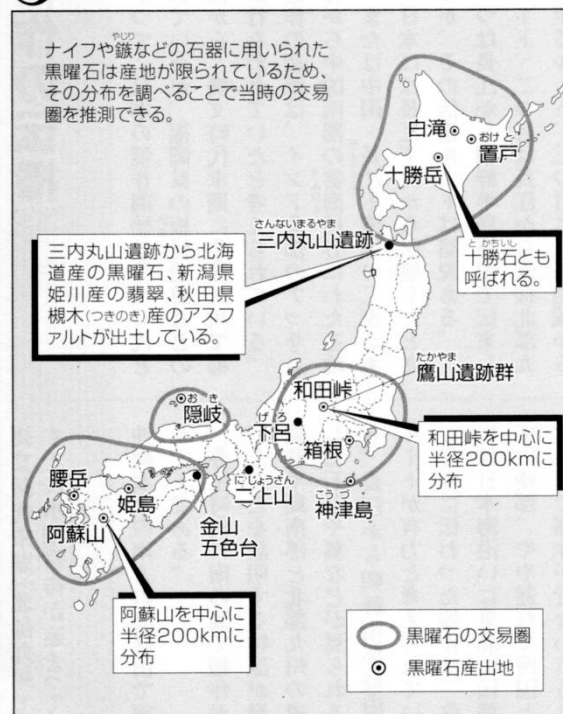 ナイフや鏃などの石器に用いられた
黒曜石は産地が限られているため、
その分布を調べることで当時の交易
圏を推測できる。
やじり
白滝
おけと
置戸
十勝岳
とかちいし
十勝石とも
呼ばれる。
さんないまるやま
三内丸山遺跡
三内丸山遺跡から北海
道産の黒曜石、新潟県
姫川産の翡翠、秋田県
槻木(つきのき)産のアスフ
ァルトが出土している。
たかやま
鷹山遺跡群
和田峠
和田峠を中心に
半径200kmに
分布
おき
隠岐
げろ
下呂
箱根
こうづ
神津島
にじょうさん
二上山
金山
五色台
腰岳
姫島
阿蘇山
阿蘇山を中心に
半径200kmに
分布
黒曜石の交易圏
黒曜石産出地